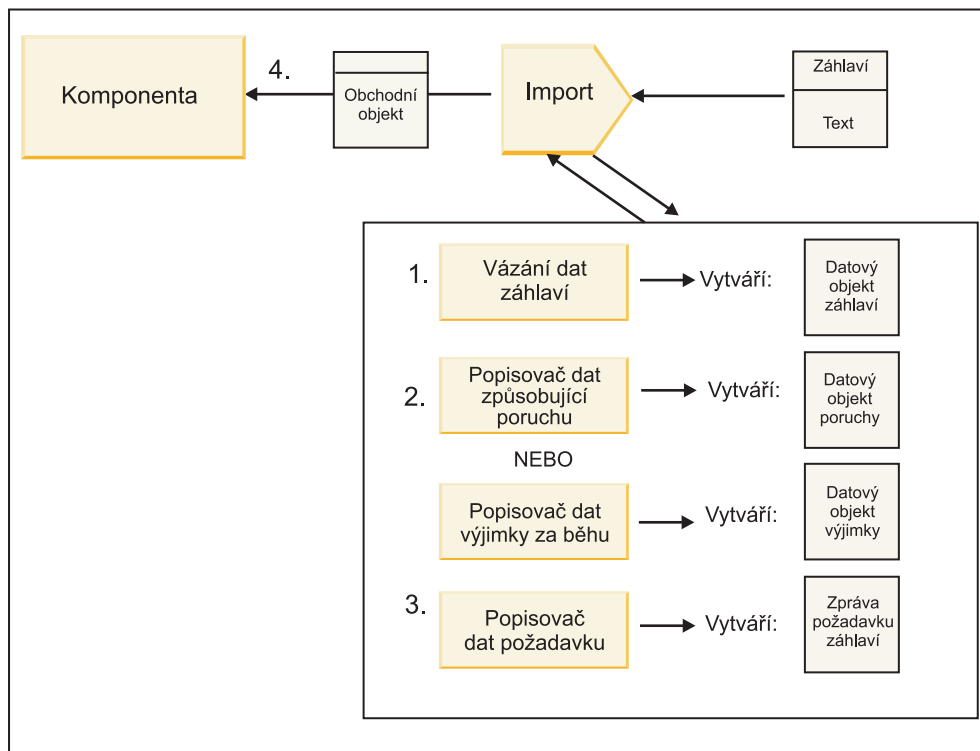 Komponenta
4.
Obchodní
objekt
Import
Záhlaví
Text
1.
Vázání dat
záhlaví
Vytváří:
Datový
objekt
záhlaví
2.
Popisovač dat
způsobující
poruchu
Vytváří:
Datový
objekt
poruchy
NEBO
Popisovač dat
výjimky za běhu
Vytváří:
Datový
objekt
výjimky
3.
Popisovač
dat požadavku
Vytváří:
Zpráva
požadavku
záhlaví